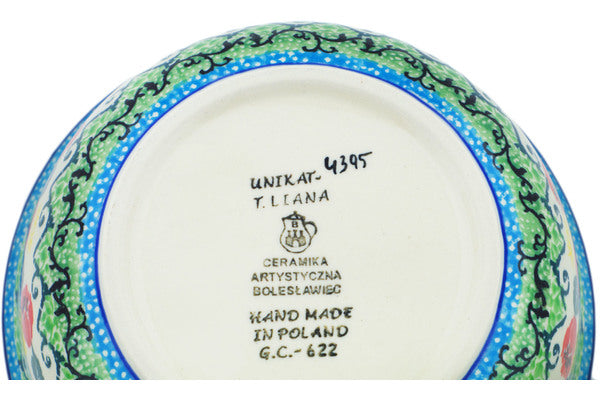 UNIKAT-4395
T. LIANA
B
CERAMIKA
ARTYSTYCZNA
BOLESŁAWIEC
HAND MADE
IN POLAND
G.C.-622